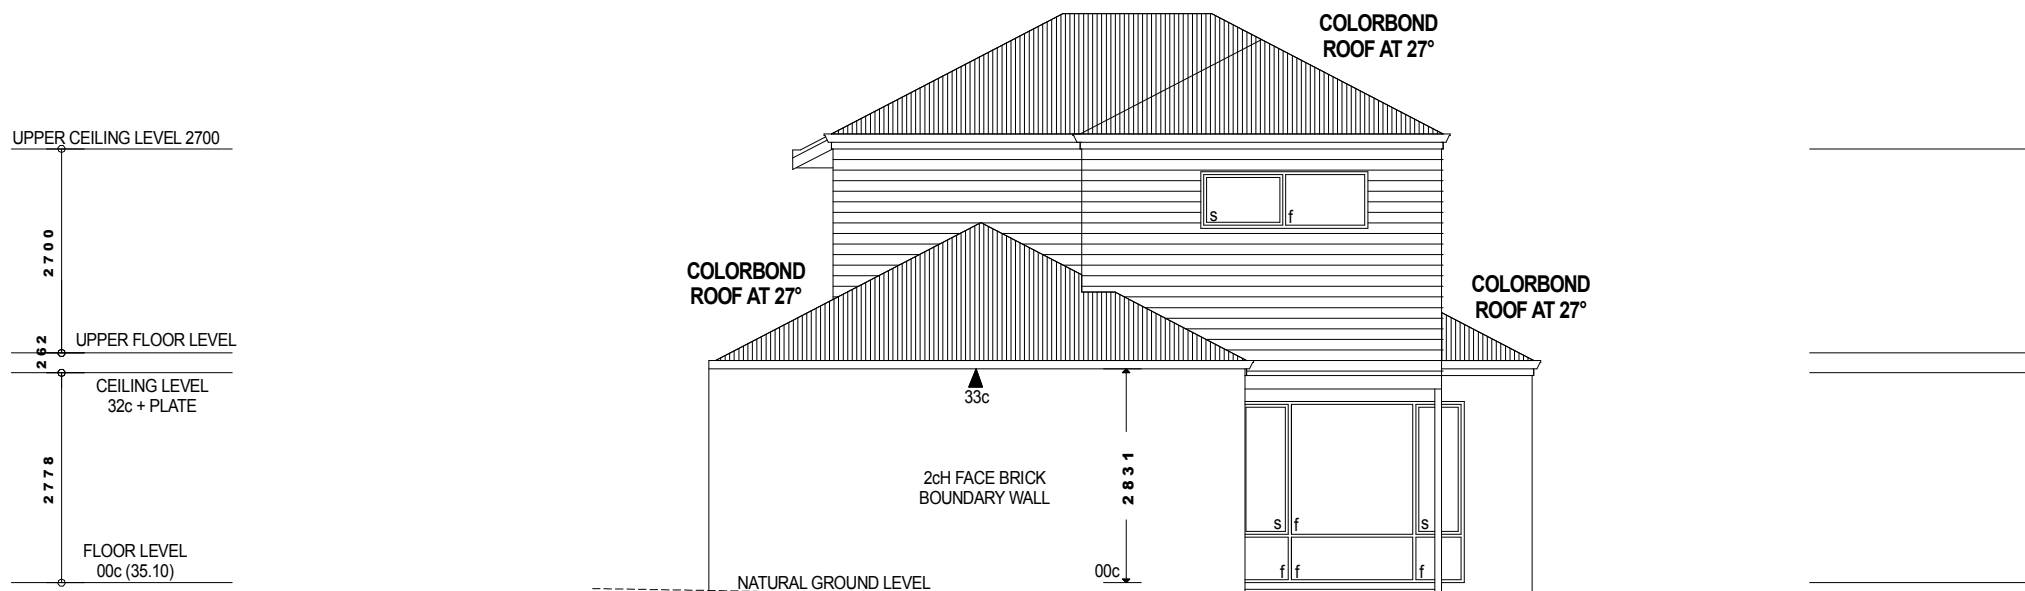 COLORBOND
ROOF AT 27°
UPPER CEILING LEVEL 2700
2700
COLORBOND
ROOF AT 27°
COLORBOND
ROOF AT 27°
s
f
262
UPPER FLOOR LEVEL
CEILING LEVEL
32c + PLATE
33c
2778
2cH FACE BRICK
BOUNDARY WALL
2831
s f s
FLOOR LEVEL
00c (35.10)
NATURAL GROUND LEVEL
00c
f f f